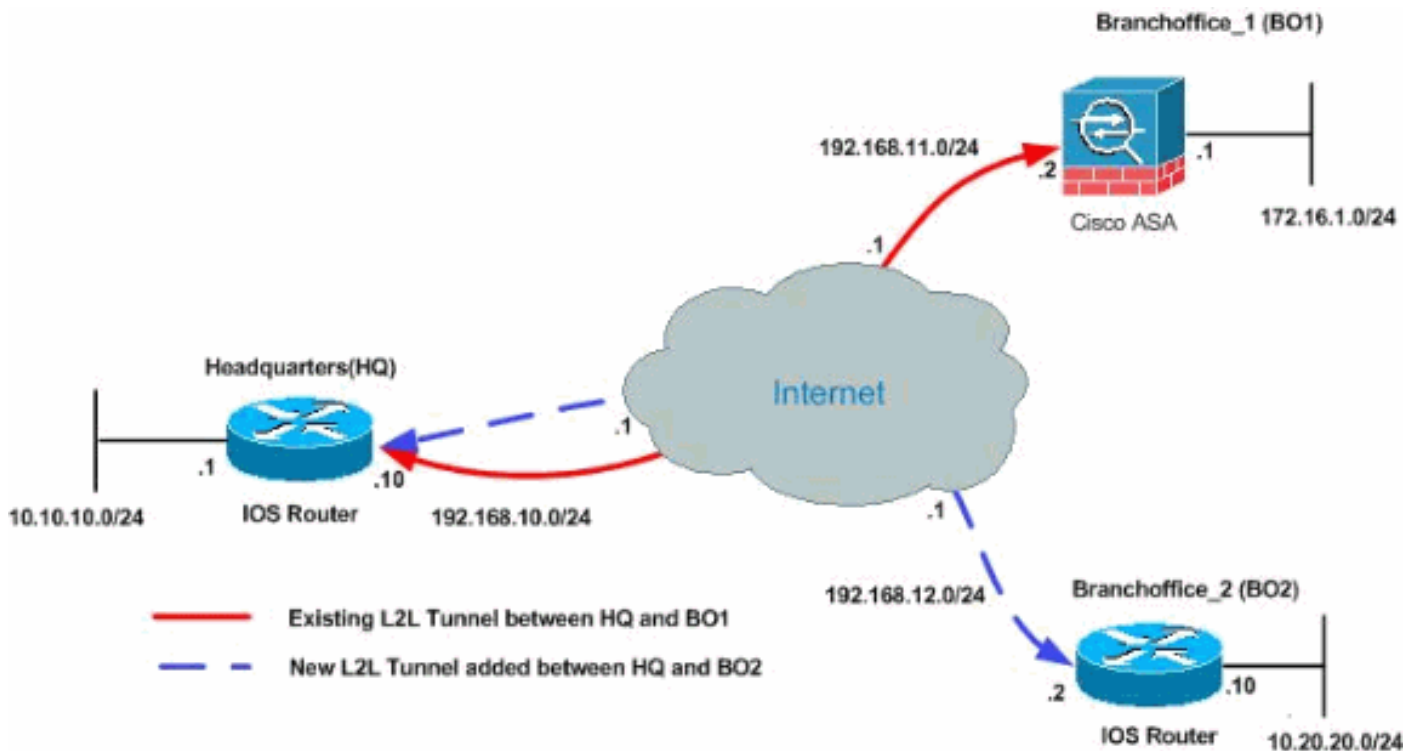 Branchoffice_1 (BO1)
192.168.11.0/24
.2
.1
Cisco ASA
172.16.1.0/24
.1
Headquarters(HQ)
Internet
.1
.1
.10
10.10.10.0/24
IOS Router
192.168.10.0/24
.1
192.168.12.0/24
Branchoffice_2 (BO2)
Existing L2L Tunnel between HQ and BO1
New L2L Tunnel added between HQ and BO2
.2
.10
IOS Router
10.20.20.0/24